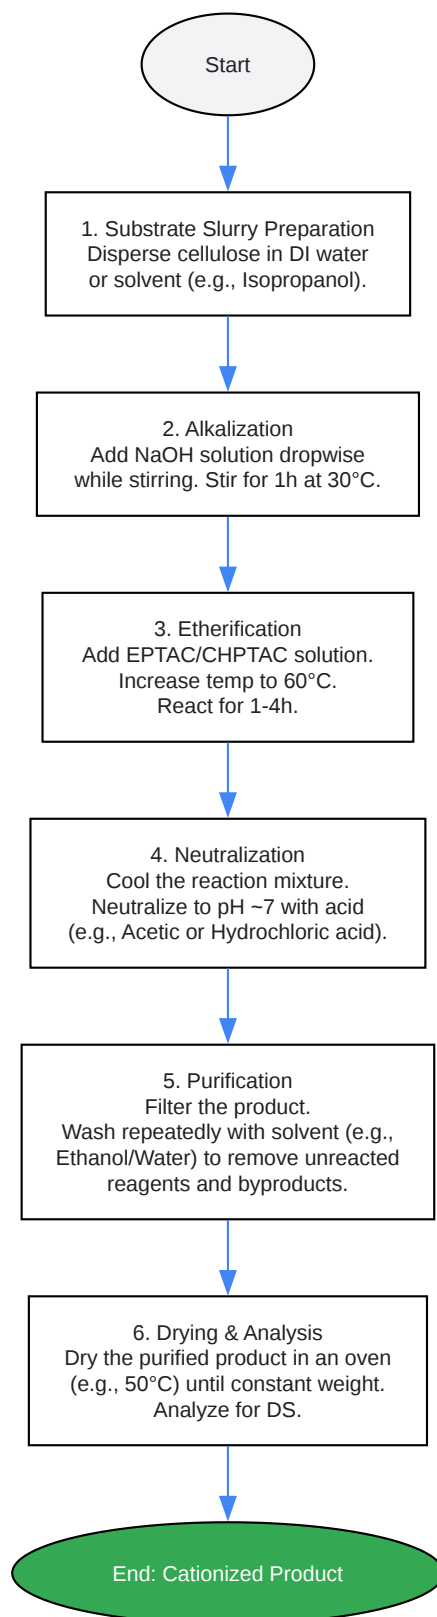 Start
1. Substrate Slurry Preparation
Disperse cellulose in DI water
or solvent (e.g., Isopropanol).
2. Alkalization
Add NaOH solution dropwise
while stirring. Stir for 1h at 30°C.
3. Etherification
Add EPTAC/CHPTAC solution.
Increase temp to 60°C.
React for 1-4h.
4. Neutralization
Cool the reaction mixture.
Neutralize to pH ~7 with acid
(e.g., Acetic or Hydrochloric acid).
5. Purification
Filter the product.
Wash repeatedly with solvent (e.g.,
Ethanol/Water) to remove unreacted
reagents and byproducts.
6. Drying & Analysis
Dry the purified product in an oven
(e.g., 50°C) until constant weight.
Analyze for DS.
End: Cationized Product